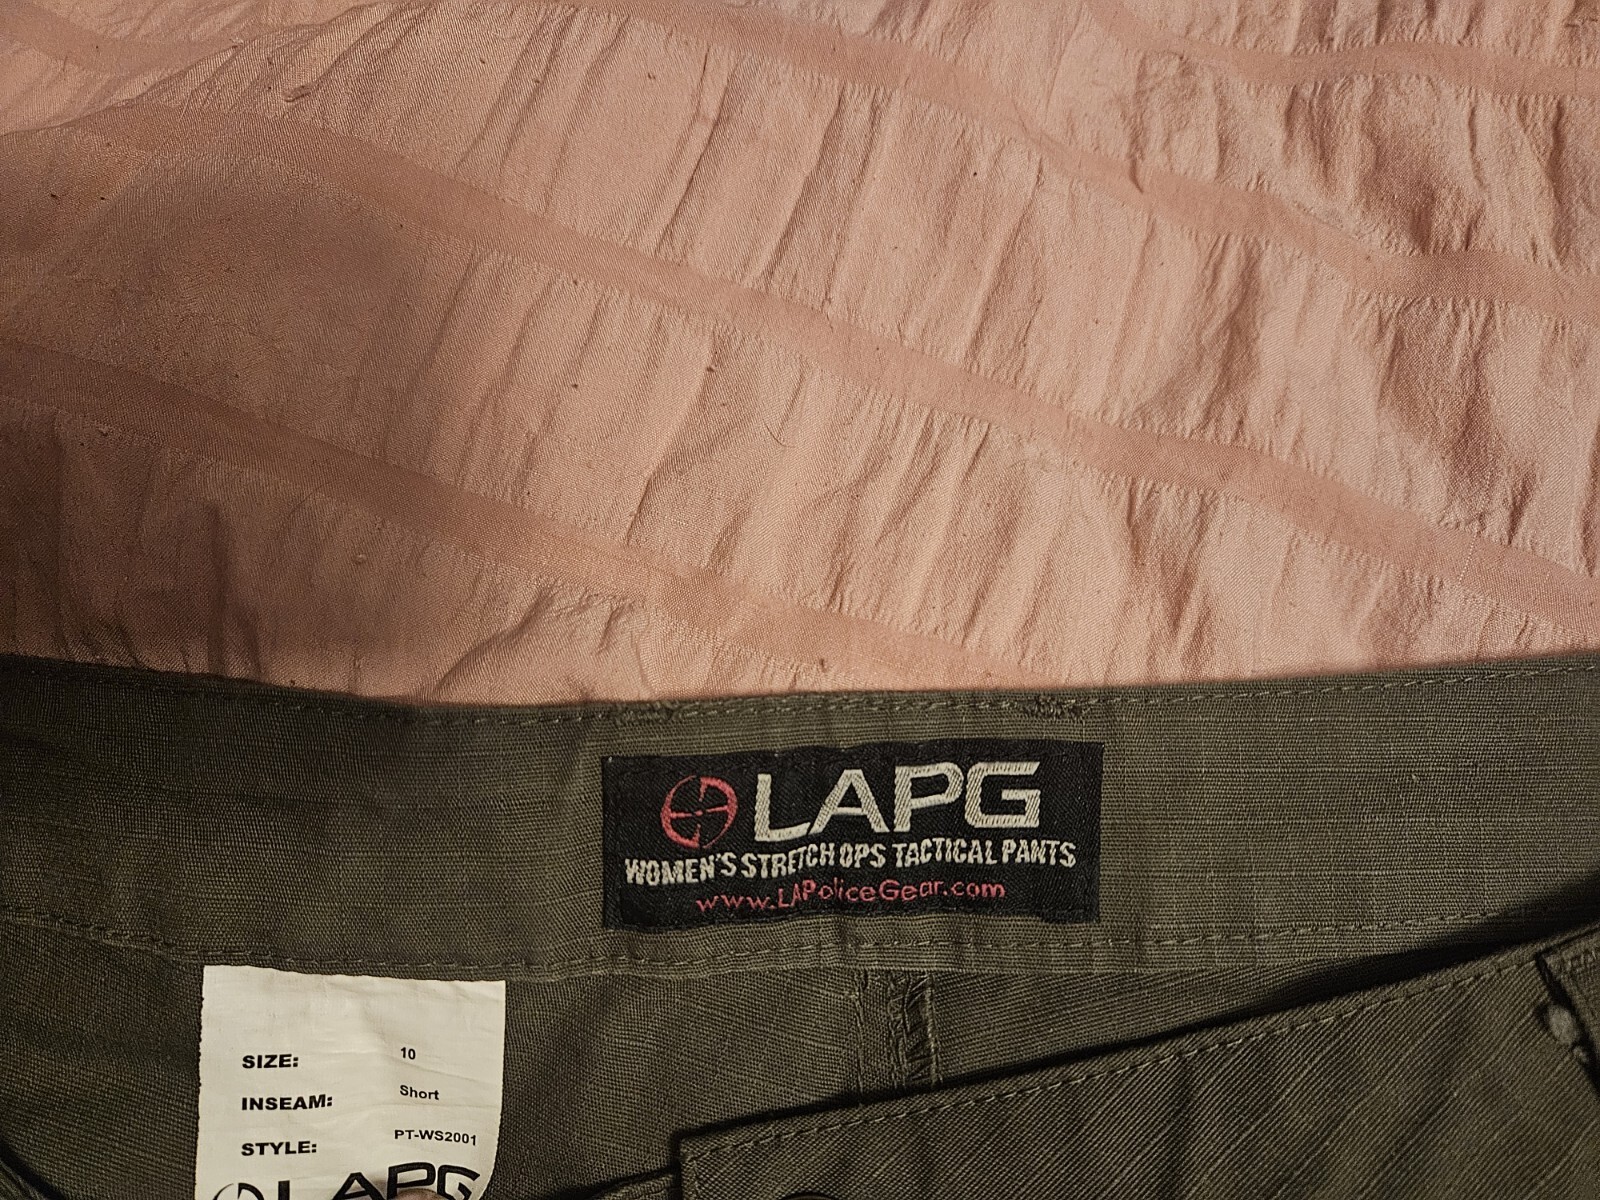 LAPG
WOMEN'S STRETCH OPS TACTICAL PANTS
www.LAPoliceGear.com
SIZE: 10
INSEAM: Short
STYLE: PT-WS2001
LAPG